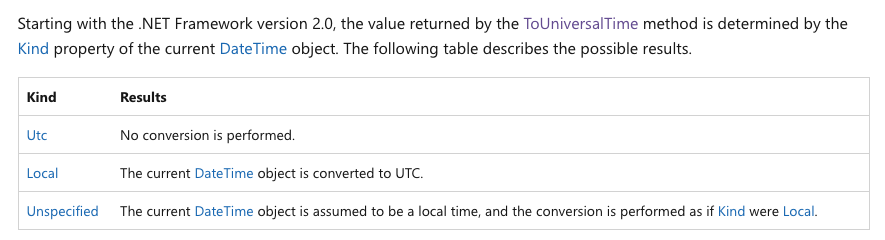 Starting with the .NET Framework version 2.0, the value returned by the ToUniversalTime method is determined by the
Kind property of the current DateTime object. The following table describes the possible results.
Kind Results
Utc No conversion is performed.
Local The current DateTime object is converted to UTC.
Unspecified The current DateTime object is assumed to be a local time, and the conversion is performed as if Kind were Local.